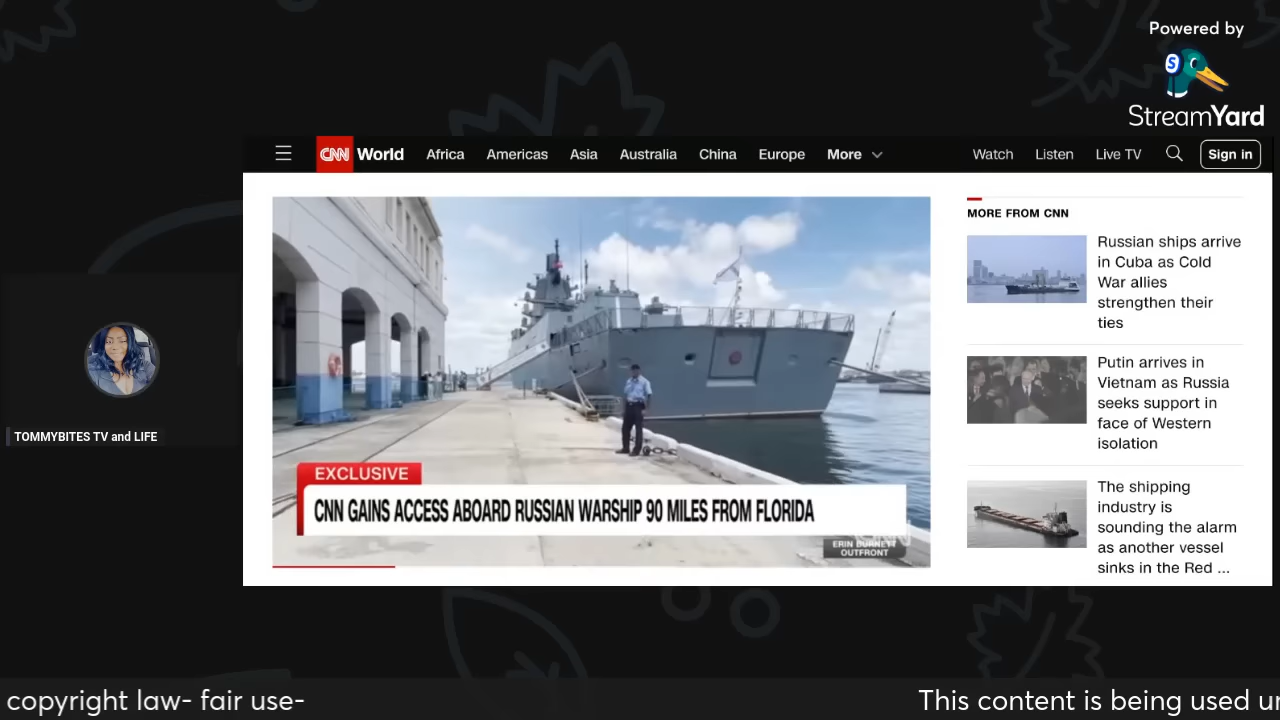 Powered by
StreamYard
CNN World Africa Americas Asia Australia China Europe More Watch Listen Live TV Sign in
EXCLUSIVE
CNN GAINS ACCESS ABOARD RUSSIAN WARSHIP 90 MILES FROM FLORIDA
ERIN BURNETT
OUTFRONT
MORE FROM CNN
Russian ships arrive
in Cuba as Cold
War allies
strengthen their
ties
Putin arrives in
Vietnam as Russia
seeks support in
face of Western
isolation
The shipping
industry is
sounding the alarm
as another vessel
sinks in the Red ...
TOMMYBITES TV and LIFE
copyright law- fair use- This content is being used u